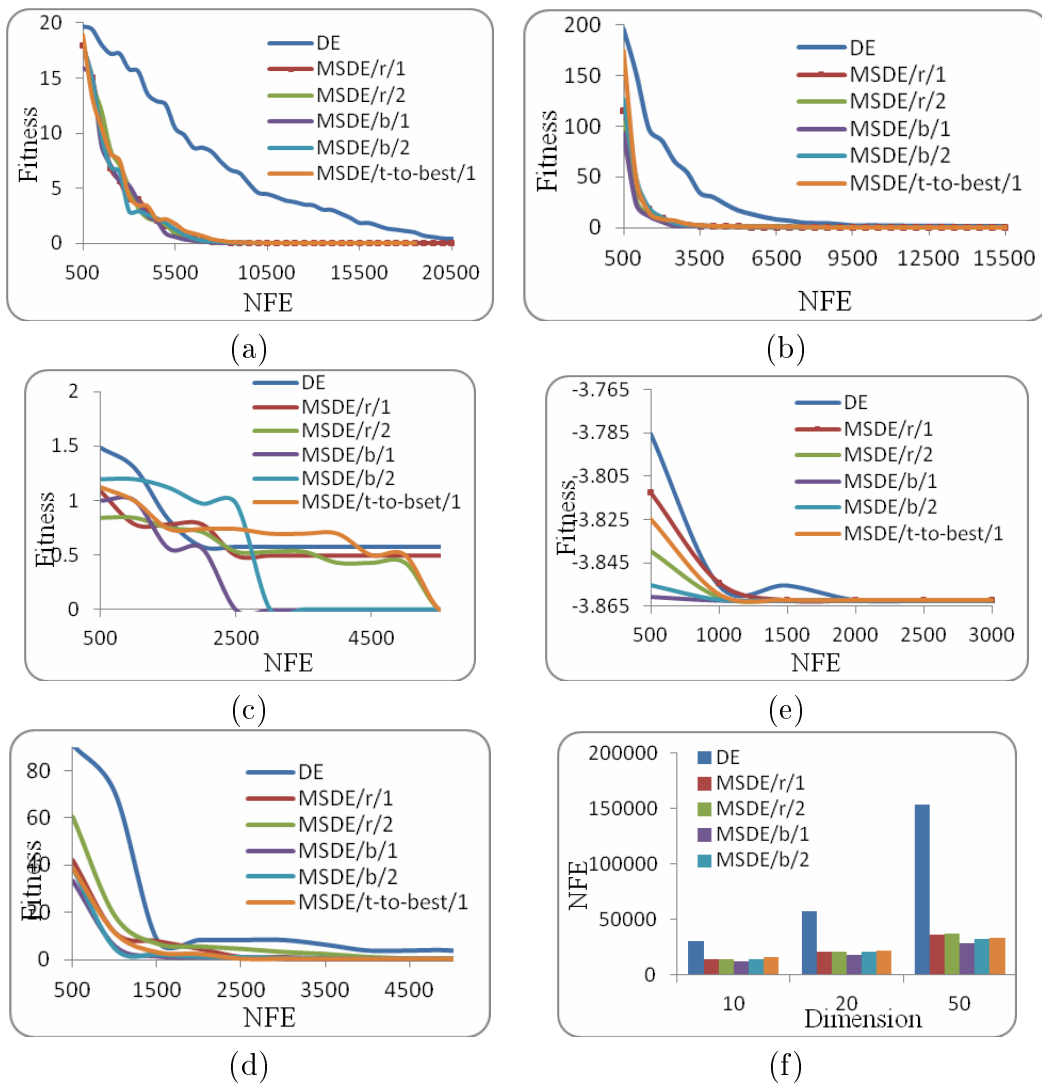 20
15
10
5
0
Fitness
500
5500
10500
15500
20500
NFE
DE
MSDE/r/1
MSDE/r/2
MSDE/b/1
MSDE/b/2
MSDE/t-to-best/1
(a)
200
150
100
50
0
Fitness
500
3500
6500
9500
12500
15500
NFE
DE
MSDE/r/1
MSDE/r/2
MSDE/b/1
MSDE/b/2
MSDE/t-to-best/1
(b)
2
1.5
1
0.5
0
Fitness
500
2500
4500
NFE
DE
MSDE/r/1
MSDE/r/2
MSDE/b/1
MSDE/b/2
MSDE/t-to-bset/1
(c)
-3.765
-3.785
-3.805
-3.825
-3.845
-3.865
Fitness,
500
1000
1500
2000
2500
3000
NFE
DE
MSDE/r/1
MSDE/r/2
MSDE/b/1
MSDE/b/2
MSDE/t-to-best/1
(e)
80
60
40
20
0
Fitness
500
1500
2500
3500
4500
NFE
DE
MSDE/r/1
MSDE/r/2
MSDE/b/1
MSDE/b/2
MSDE/t-to-best/1
(d)
200000
150000
100000
50000
0
NFE
10
20
50
Dimension
DE
MSDE/r/1
MSDE/r/2
MSDE/b/1
MSDE/b/2
(f)